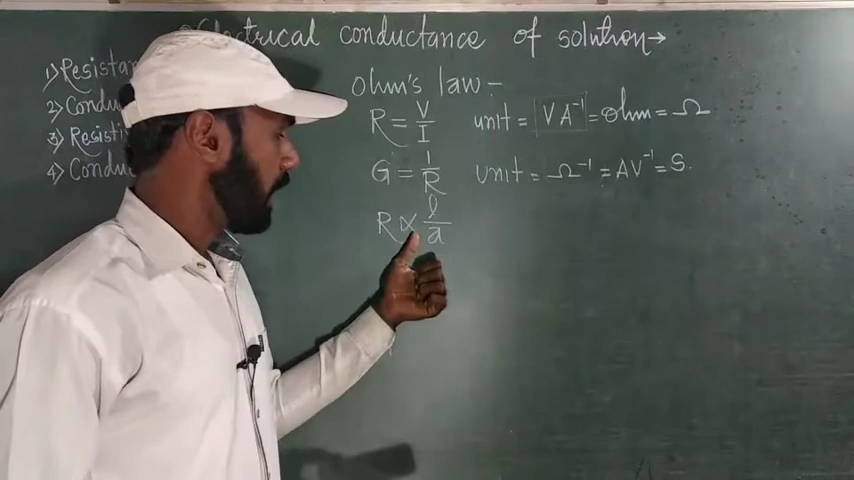 Electrical conductance of solution→
1) Resistan
2) Condu
3) Resisti
4) Condu
Ohm's law -
R = V/I unit = VA⁻¹ = ohm = Ω
G = 1/R Unit = Ω⁻¹ = AV⁻¹ = S.
R ∝ l/a